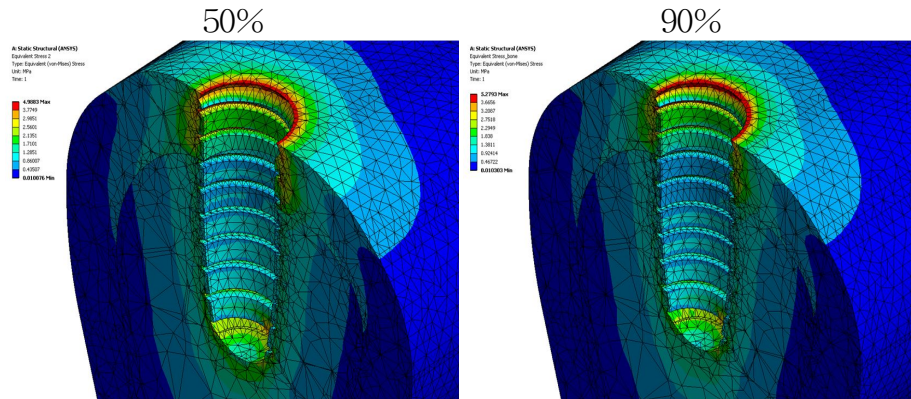 50%
90%
A: Static Structural (ANSYS)
Equivalent Stress 2
Type: Equivalent (von-Mises) Stress
Unit: MPa
Time: 1
4.9883 Max
3.7749
2.9851
2.5601
2.1351
1.7101
1.2851
0.86007
0.43507
0.010076 Min
A: Static Structural (ANSYS)
Equivalent Stress_bone
Type: Equivalent (von-Mises) Stress
Unit: MPa
Time: 1
5.2793 Max
3.6656
3.2087
2.7518
2.2949
1.838
1.3811
0.92414
0.46722
0.010303 Min